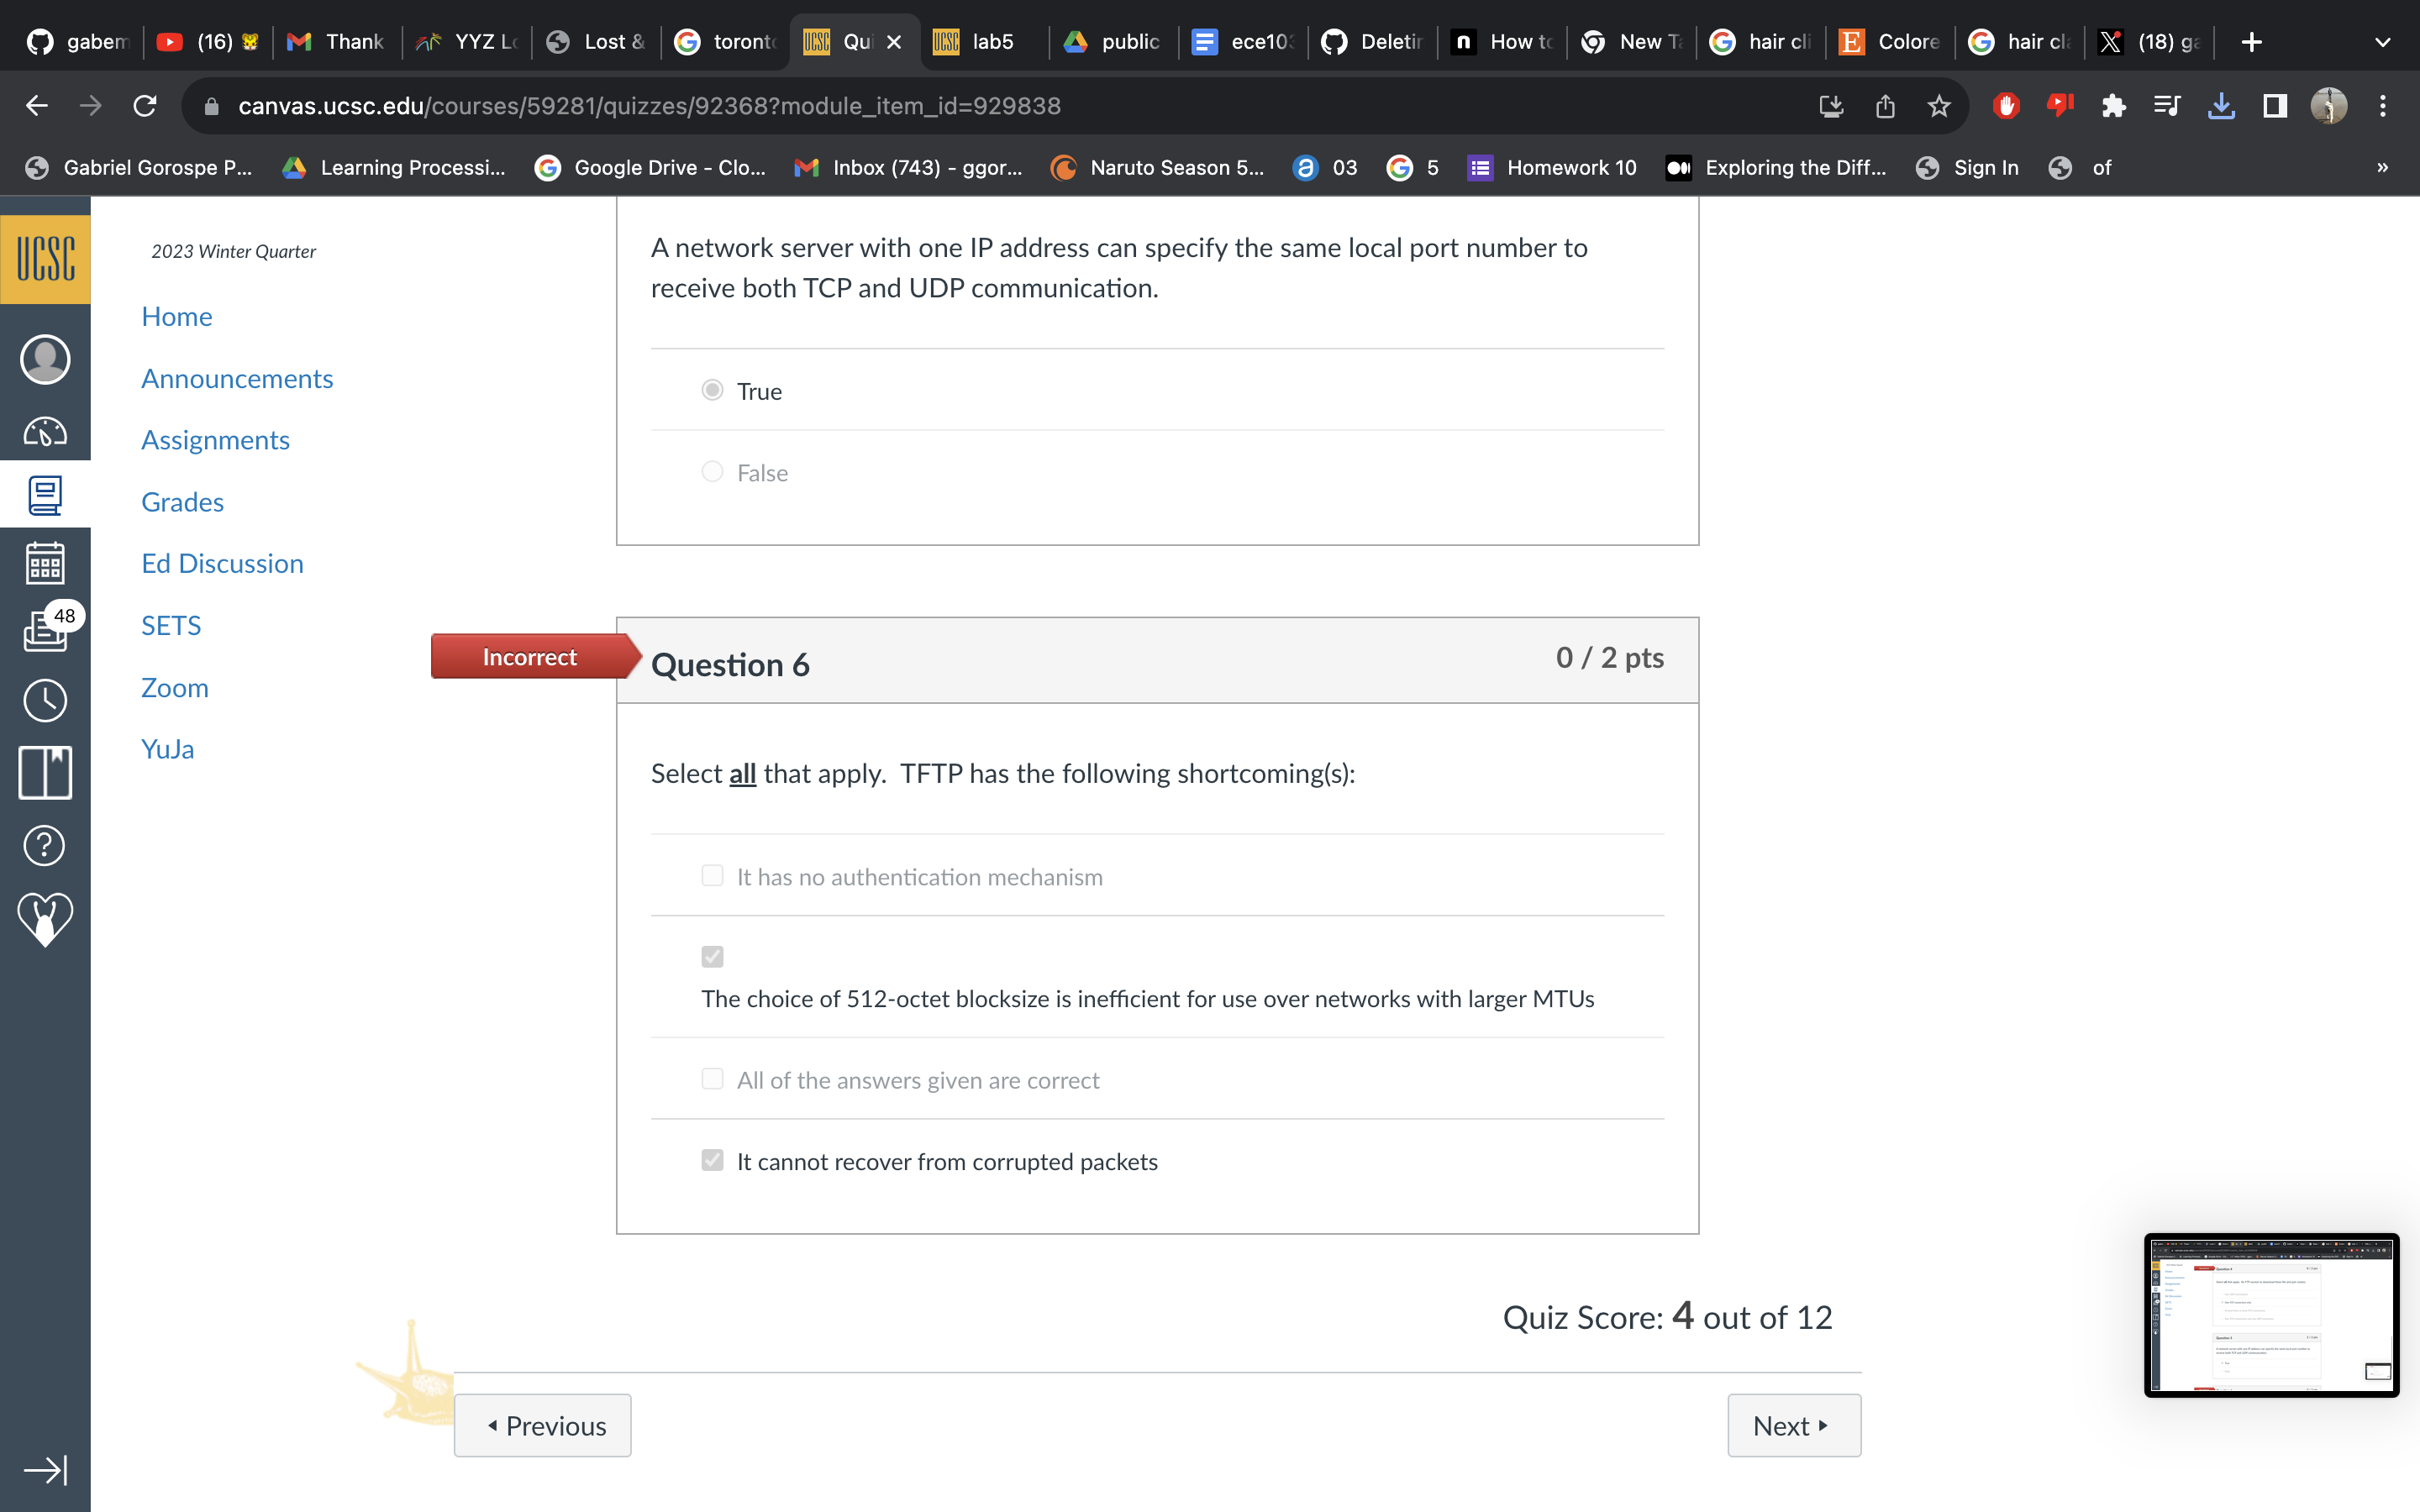 gabem
(16)
Thank
YYZ Lo
Lost &
toronto
Qui
lab5
public
ece103
Deletin
How to
New Ta
hair cli
Colore
hair cla
(18) ga
canvas.ucsc.edu/courses/59281/quizzes/92368?module_item_id=929838
Gabriel Gorospe P...
Learning Processi...
Google Drive - Clo...
Inbox (743) - ggor...
Naruto Season 5...
03
5
Homework 10
Exploring the Diff...
Sign In
of
»
UCSC
48
2023 Winter Quarter
Home
Announcements
Assignments
Grades
Ed Discussion
SETS
Zoom
YuJa
A network server with one IP address can specify the same local port number to
receive both TCP and UDP communication.
True
False
Incorrect
Question 6
0 / 2 pts
Select all that apply. TFTP has the following shortcoming(s):
It has no authentication mechanism
The choice of 512-octet blocksize is inefficient for use over networks with larger MTUs
All of the answers given are correct
It cannot recover from corrupted packets
Quiz Score: 4 out of 12
Previous
Next